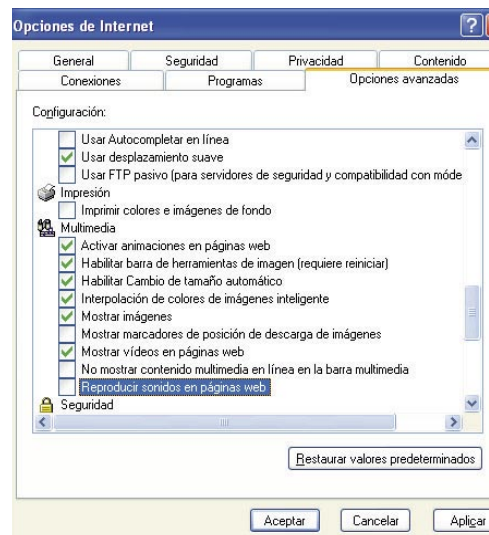 Opciones de Internet
General Seguridad Privacidad Contenido
Conexiones Programas Opciones avanzadas
Configuración:
Usar Autocompletar en línea
Usar desplazamiento suave
Usar FTP pasivo (para servidores de seguridad y compatibilidad con móde
Impresión
Imprimir colores e imágenes de fondo
Multimedia
Activar animaciones en páginas web
Habilitar barra de herramientas de imagen (requiere reiniciar)
Habilitar Cambio de tamaño automático
Interpolación de colores de imágenes inteligente
Mostrar imágenes
Mostrar marcadores de posición de descarga de imágenes
Mostrar vídeos en páginas web
No mostrar contenido multimedia en línea en la barra multimedia
Reproducir sonidos en páginas web
Seguridad
Restaurar valores predeterminados
Aceptar Cancelar Aplicar